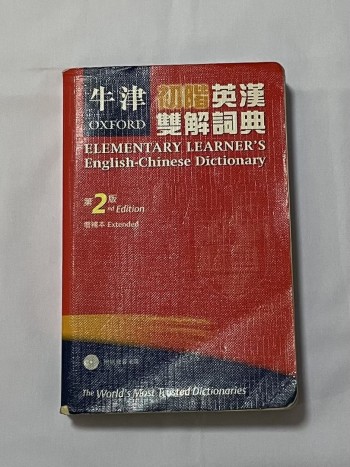 牛津
OXFORD
初階英漢
雙解詞典
ELEMENTARY LEARNER'S
English-Chinese Dictionary
第2版
nd Edition
增補本 Extended
The World's Most Trusted Dictionaries